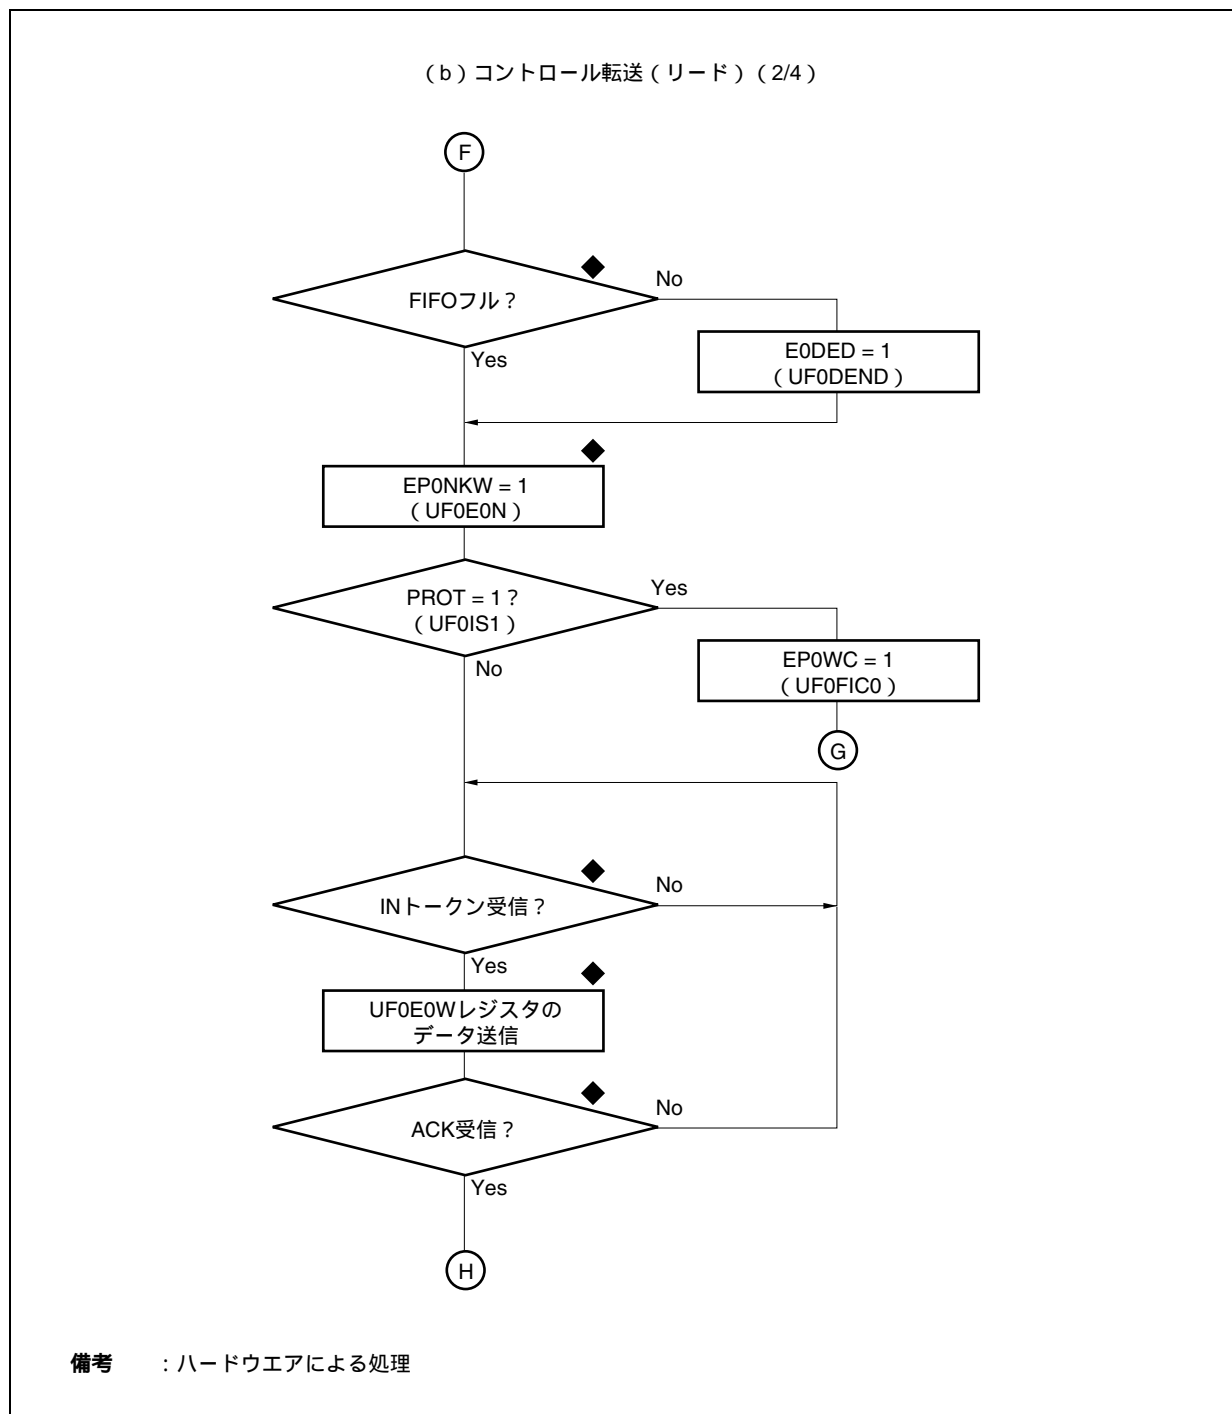 （b）コントロール転送（リード）（2/4）
F
FIFOフル？
No
Yes
E0DED = 1
（UF0DEND）
EP0NKW = 1
（UF0E0N）
PROT = 1？
（UF0IS1）
Yes
No
EP0WC = 1
（UF0FIC0）
G
INトークン受信？
No
Yes
UF0E0Wレジスタの
データ送信
ACK受信？
No
Yes
H
備考　：ハードウエアによる処理